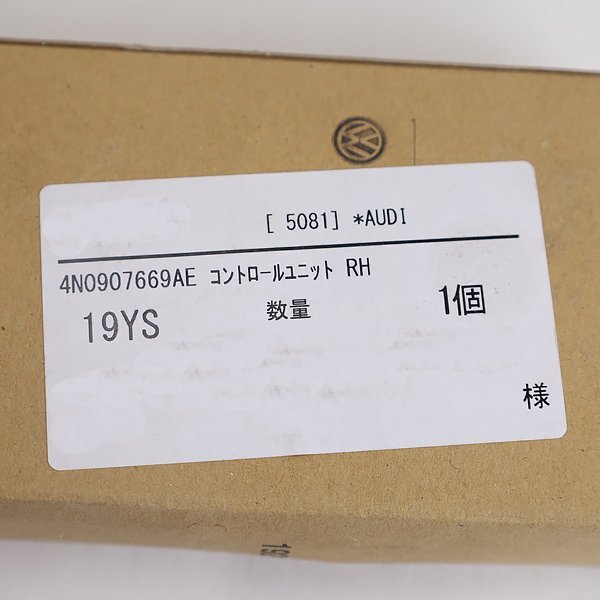 [ 5081] *AUDI
4N0907669AE コントロールユニット RH
19YS 数量 1個
様